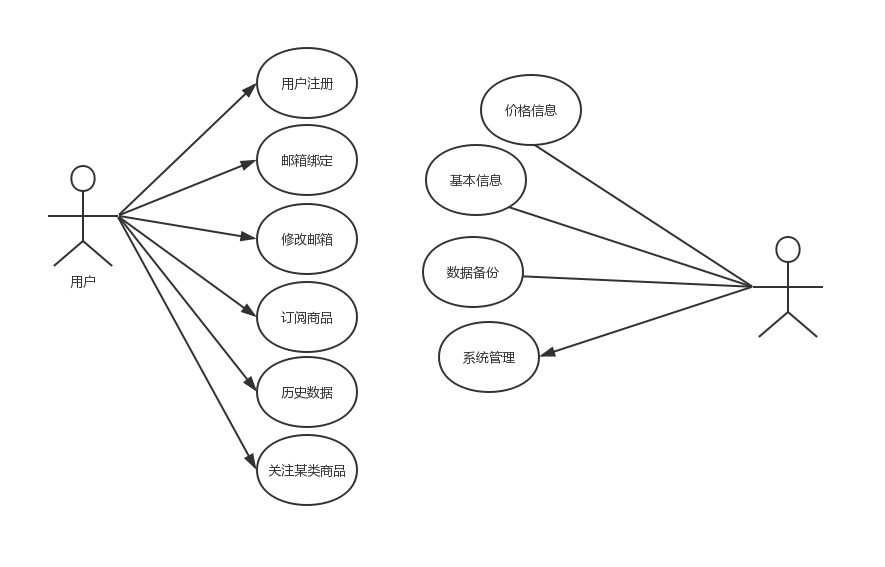 用户注册
邮箱绑定
修改邮箱
订阅商品
历史数据
关注某类商品
用户
价格信息
基本信息
数据备份
系统管理